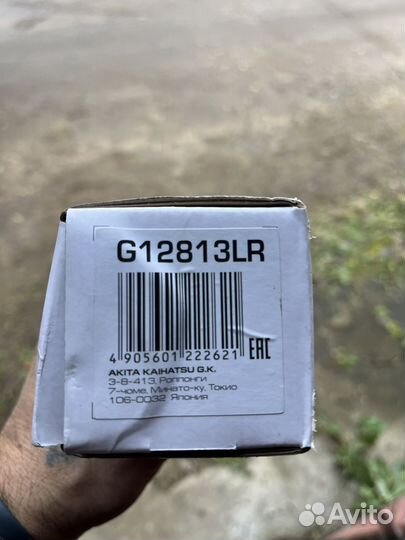 G12813LR
4 905601 222621 EAC
AKITA KAIHATSU G.K.
3-8-413, Роппонги
7-чоме, Минато-ку, Токио
106-0032 Япония
Avito